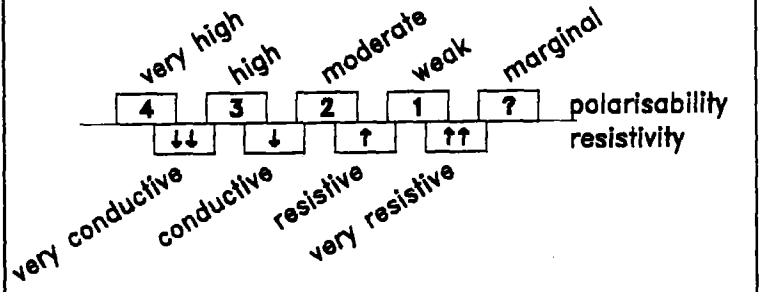 very high high moderate weak marginal
4 3 2 1 ? polarisability
↓↓ ↓ ↑ ↑↑ resistivity
very conductive conductive resistive very resistive